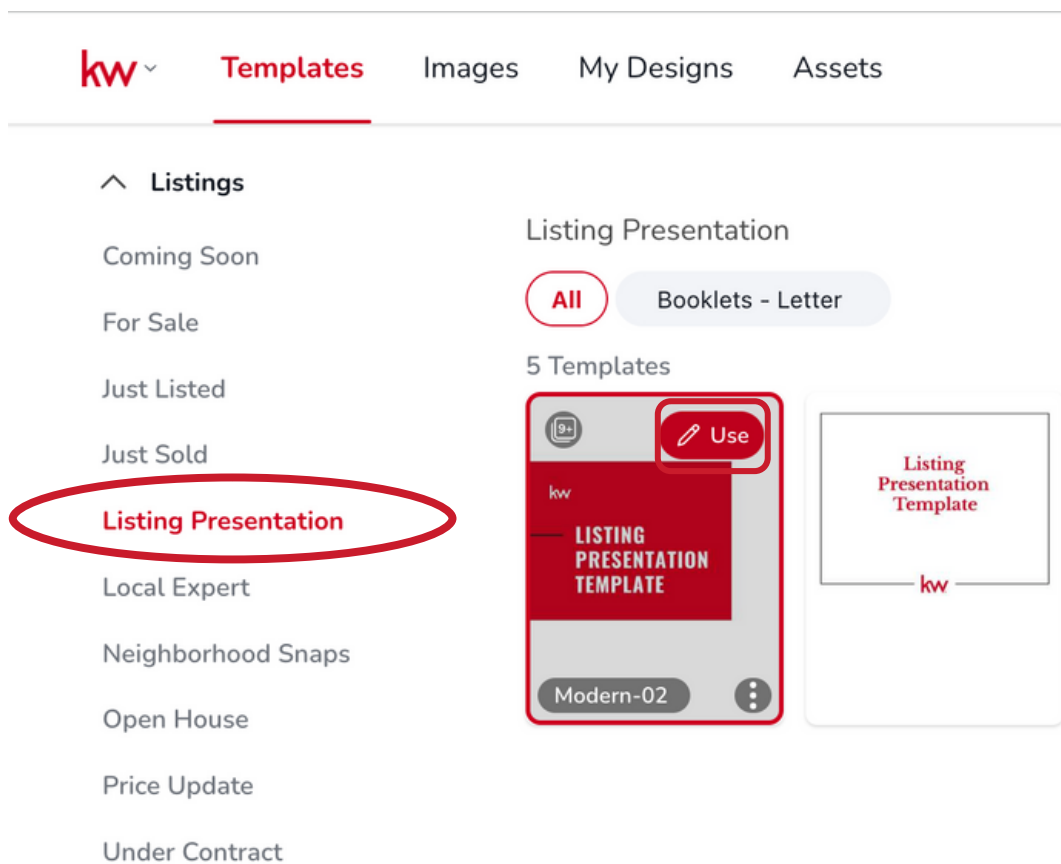 kw Templates Images My Designs Assets
Listings
Coming Soon
For Sale
Just Listed
Just Sold
Listing Presentation
Local Expert
Neighborhood Snaps
Open House
Price Update
Under Contract
Listing Presentation
All Booklets - Letter
5 Templates
9+ Use
kw
LISTING
PRESENTATION
TEMPLATE
Modern-02
Listing
Presentation
Template
kw